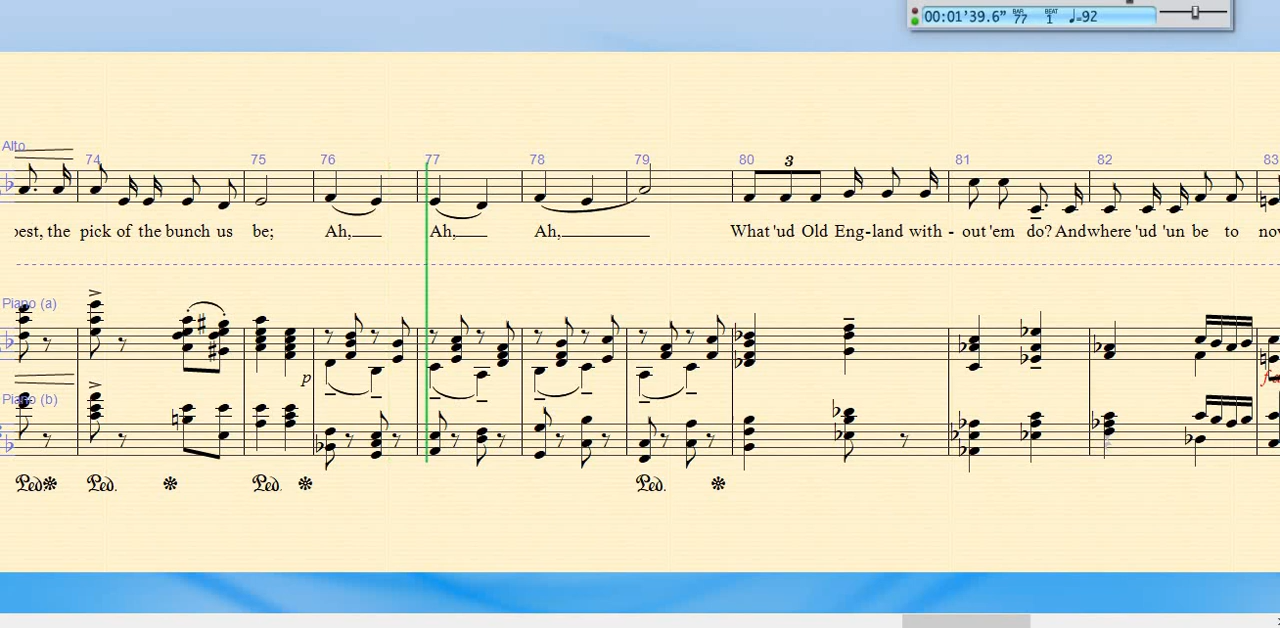 00:01’39.6” BAR 77 BEAT 1 ♩=92
Alto
74 75 76 77 78 79 80 81 82 83
3
best, the pick of the bunch us be; Ah, Ah, Ah, What 'ud Old Eng-land with - out 'em do? And where 'ud 'un be to
Piano (a)
p
Piano (b)
Ped. Ped. Ped. Ped.